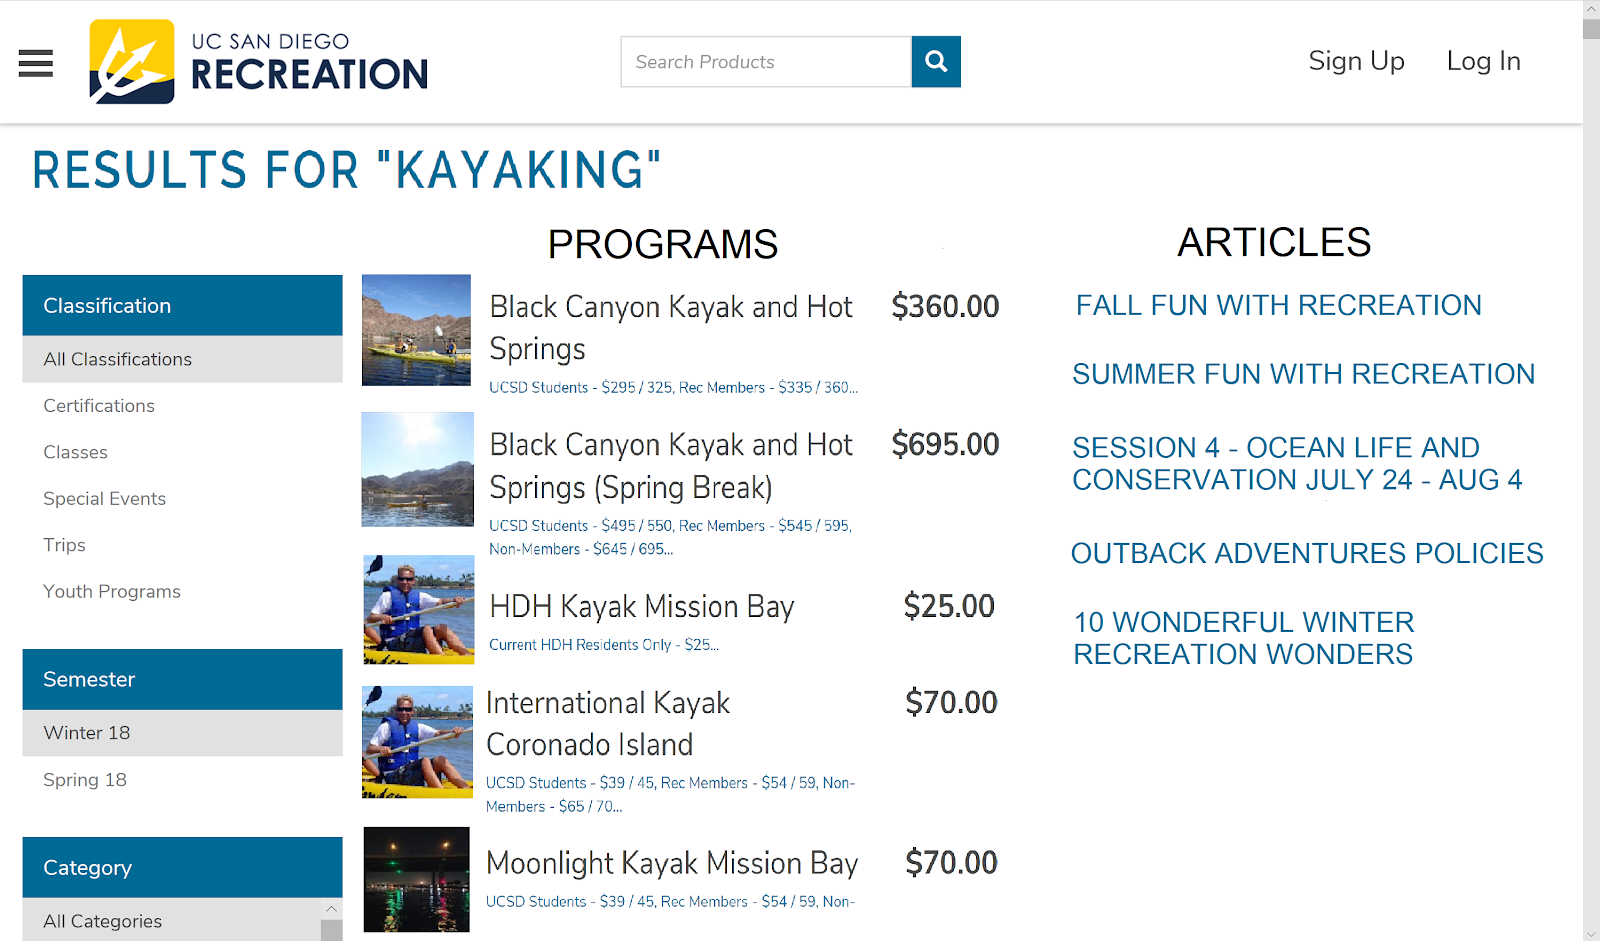 UC SAN DIEGO
RECREATION
Search Products
Sign Up
Log In
RESULTS FOR "KAYAKING"
PROGRAMS
ARTICLES
Classification
All Classifications
Certifications
Classes
Special Events
Trips
Youth Programs
Semester
Winter 18
Spring 18
Category
All Categories
Black Canyon Kayak and Hot
Springs
$360.00
UCSD Students - $295 / 325, Rec Members - $335 / 360...
Black Canyon Kayak and Hot
Springs (Spring Break)
$695.00
UCSD Students - $495 / 550, Rec Members - $545 / 595,
Non-Members - $645 / 695...
HDH Kayak Mission Bay
$25.00
Current HDH Residents Only - $25...
International Kayak
Coronado Island
$70.00
UCSD Students - $39 / 45, Rec Members - $54 / 59, Non-
Members - $65 / 70...
Moonlight Kayak Mission Bay
$70.00
UCSD Students - $39 / 45, Rec Members - $54 / 59, Non-
FALL FUN WITH RECREATION
SUMMER FUN WITH RECREATION
SESSION 4 - OCEAN LIFE AND
CONSERVATION JULY 24 - AUG 4
OUTBACK ADVENTURES POLICIES
10 WONDERFUL WINTER
RECREATION WONDERS